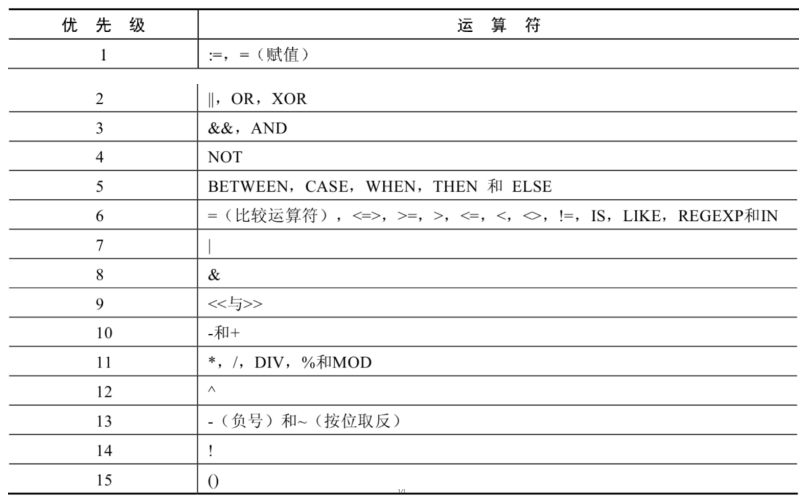 优 先 级 运 算 符
1 :=，=（赋值）
2 ||，OR，XOR
3 &&，AND
4 NOT
5 BETWEEN，CASE，WHEN，THEN 和 ELSE
6 =（比较运算符），<=>，>=，>，<=，<，<>，!=，IS，LIKE，REGEXP和IN
7 |
8 &
9 <<与>>
10 -和+
11 *，/，DIV，%和MOD
12 ^
13 -（负号）和~（按位取反）
14 !
15 ()